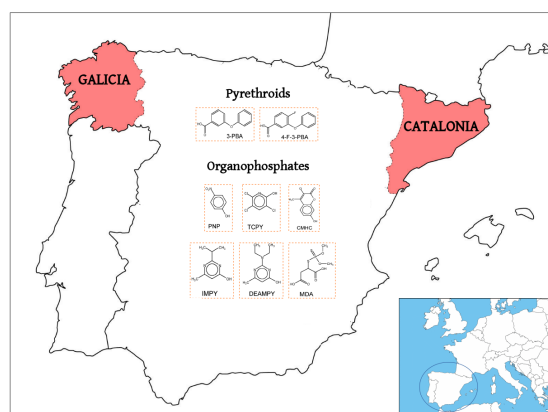 GALICIA
Pyrethroids
3-PBA
4-F-3-PBA
CATALONIA
Organophosphates
PNP
TCPY
CMHC
IMPY
DEAMPY
MDA